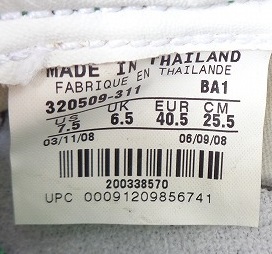 MADE IN THAILAND
FABRIQUE EN THAILANDE
320509-311 BA1
US UK EUR CM
7.5 6.5 40.5 25.5
03/11/08 06/09/08
200338570
UPC 00091209856741